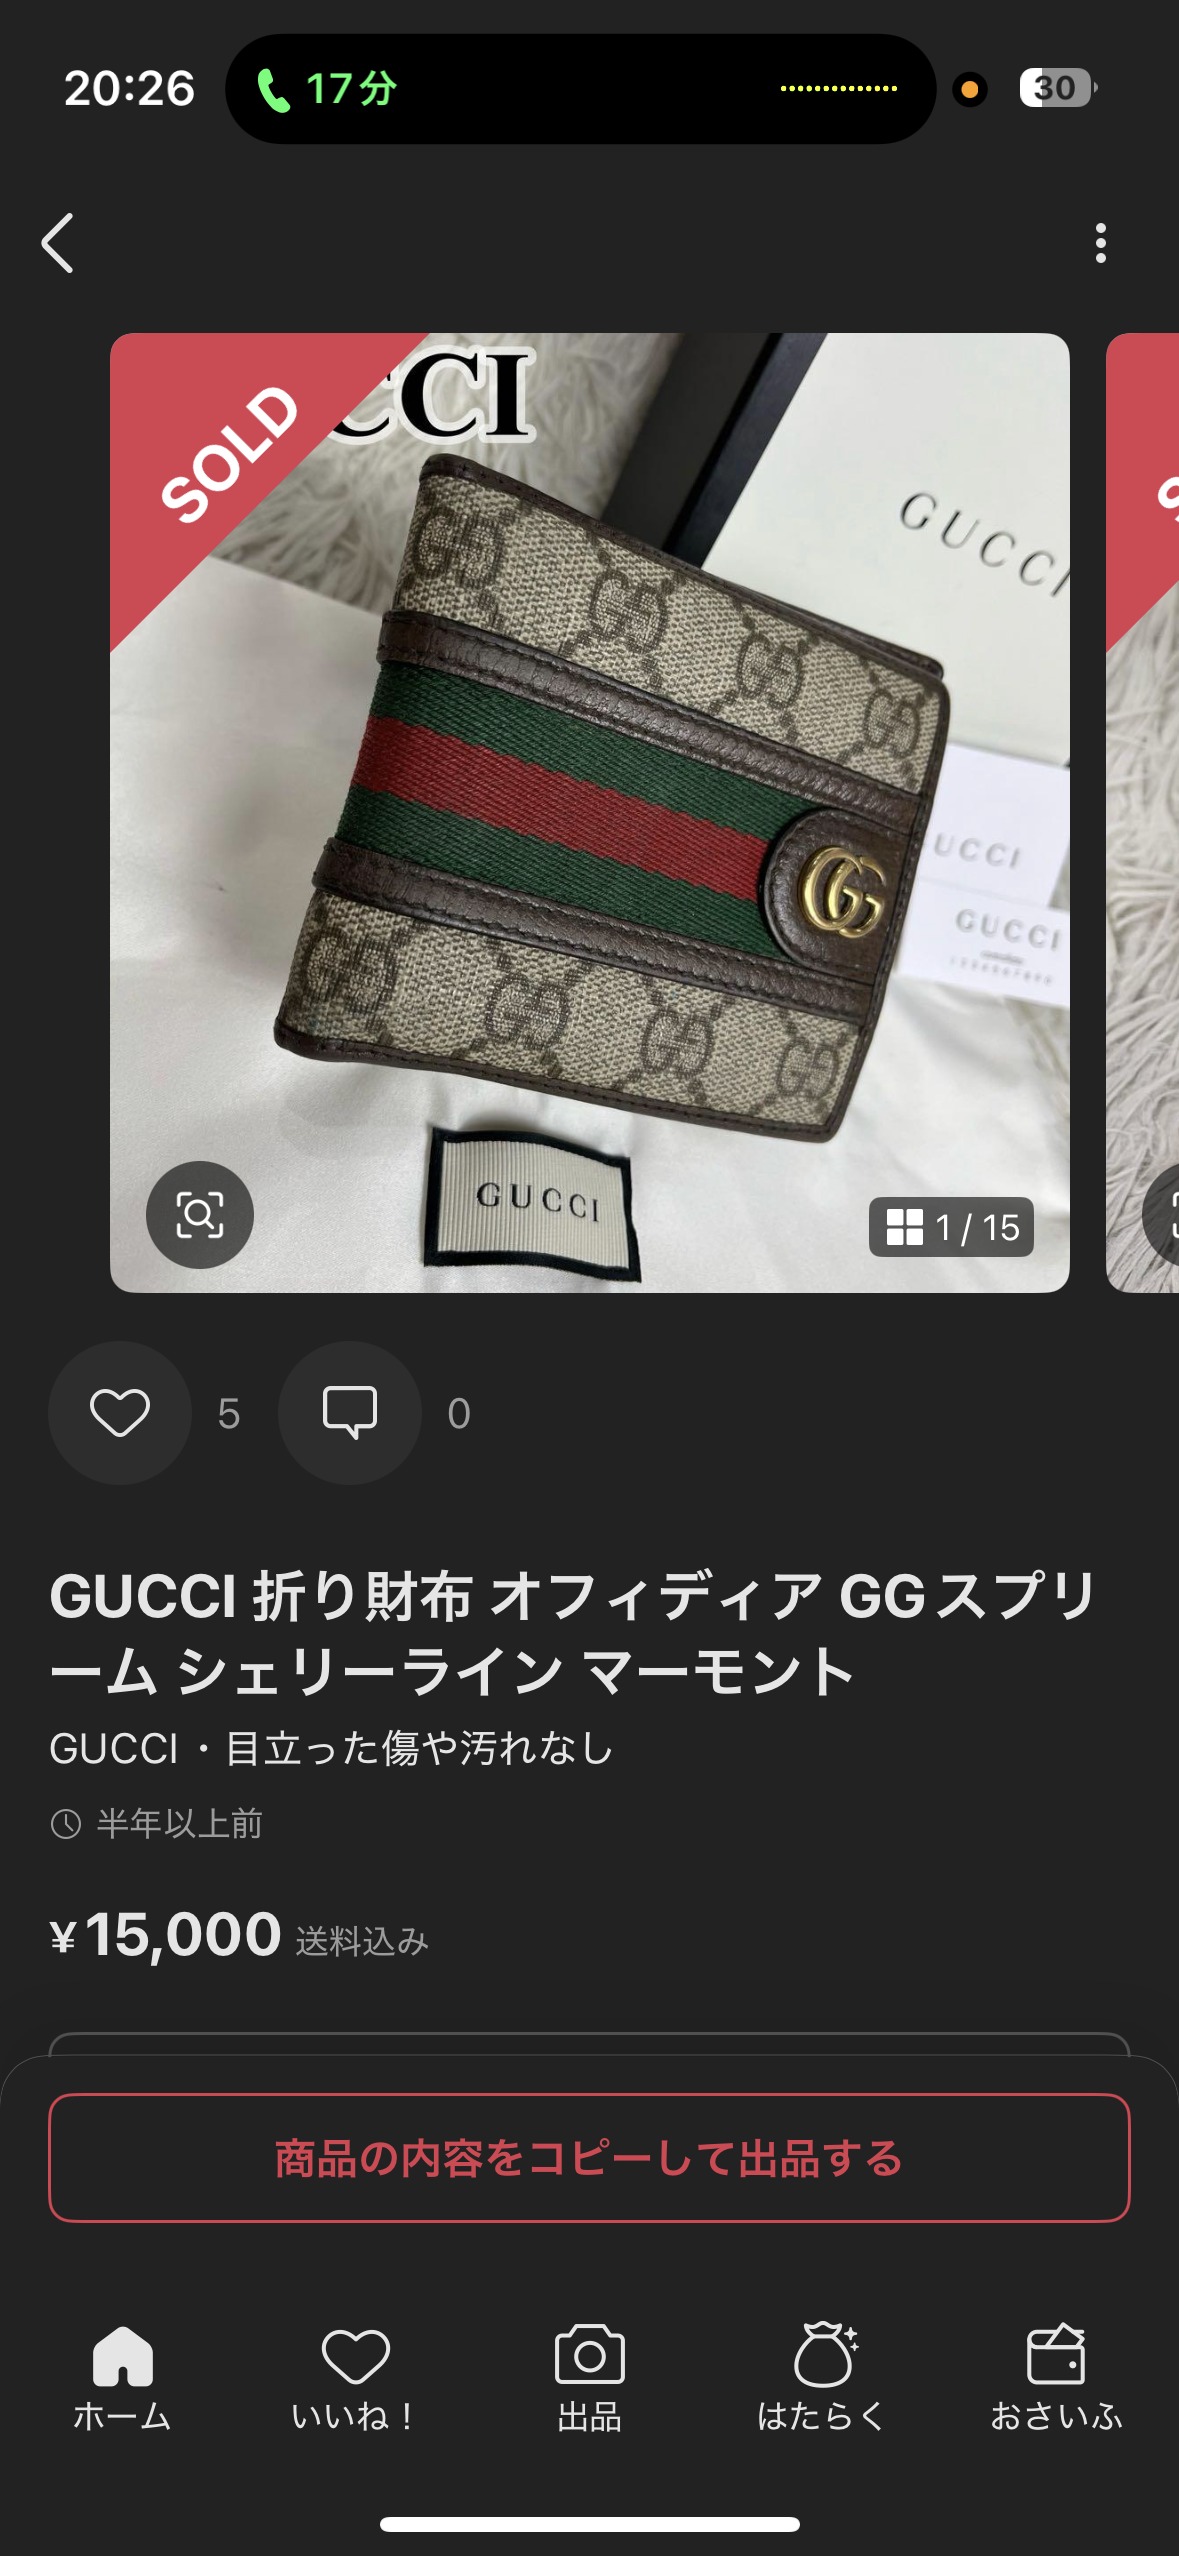 20:26
17分
30
SOLD
CCI
GUCCI
GUCCI
GUCCI
GUCCI
1 / 15
5
0
GUCCI 折り財布 オフィディア GGスプリ
ーム シェリーライン マーモント
GUCCI・目立った傷や汚れなし
半年以上前
¥15,000 送料込み
商品の内容をコピーして出品する
ホーム
いいね！
出品
はたらく
おさいふ